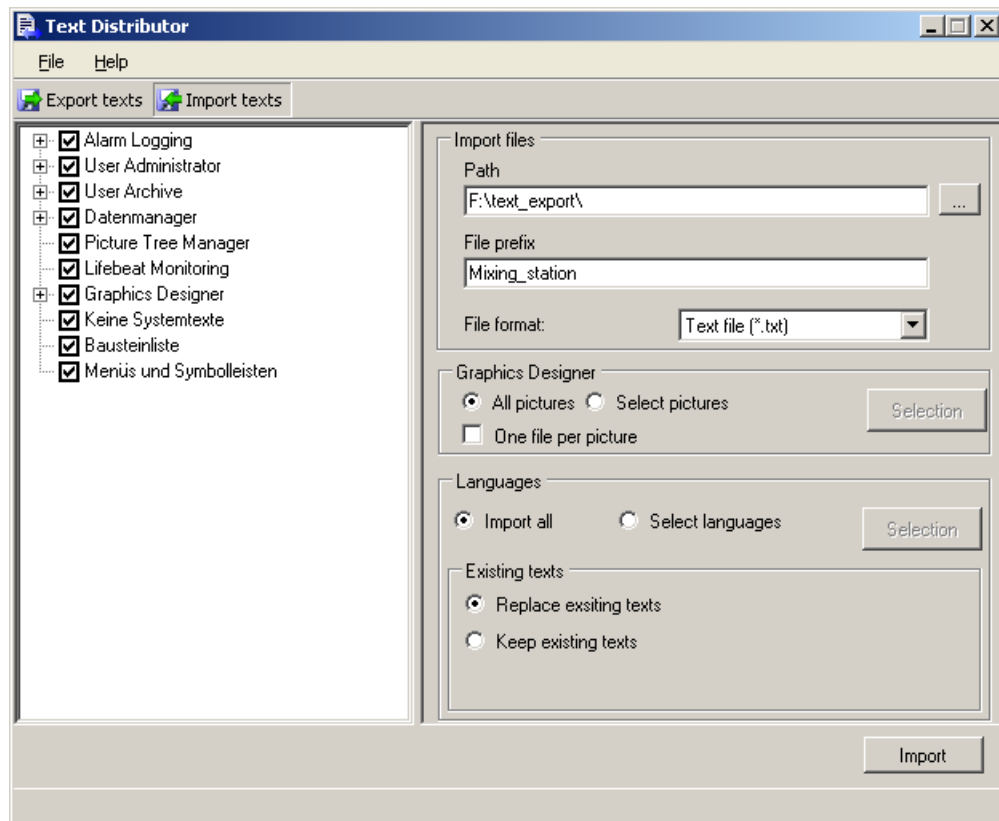 Text Distributor
File Help
Export texts Import texts
Alarm Logging
User Administrator
User Archive
Datenmanager
Picture Tree Manager
Lifebeat Monitoring
Graphics Designer
Keine Systemtexte
Bausteinliste
Menüs und Symbolleisten
Import files
Path
F:\text_export\
...
File prefix
Mixing_station
File format: Text file (*.txt)
Graphics Designer
All pictures Select pictures
Selection
One file per picture
Languages
Import all Select languages
Selection
Existing texts
Replace exsiting texts
Keep existing texts
Import